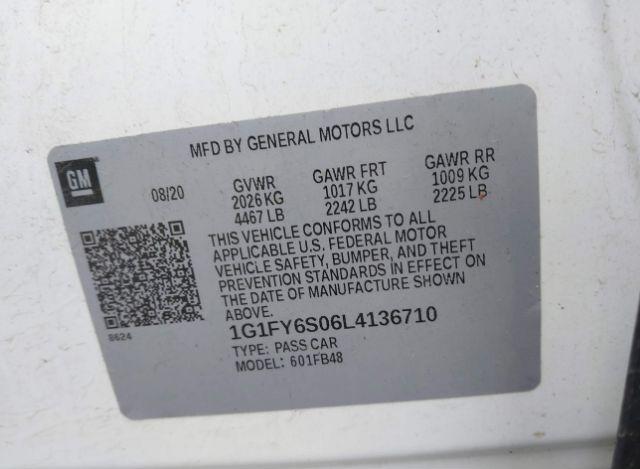 MFD BY GENERAL MOTORS LLC
GM
08/20
GVWR
2026 KG
4467 LB
GAWR FRT
1017 KG
2242 LB
GAWR RR
1009 KG
2225 LB
THIS VEHICLE CONFORMS TO ALL
APPLICABLE U.S. FEDERAL MOTOR
VEHICLE SAFETY, BUMPER, AND THEFT
PREVENTION STANDARDS IN EFFECT ON
THE DATE OF MANUFACTURE SHOWN
ABOVE.
1G1FY6S06L4136710
TYPE: PASS CAR
MODEL: 601FB48
8624